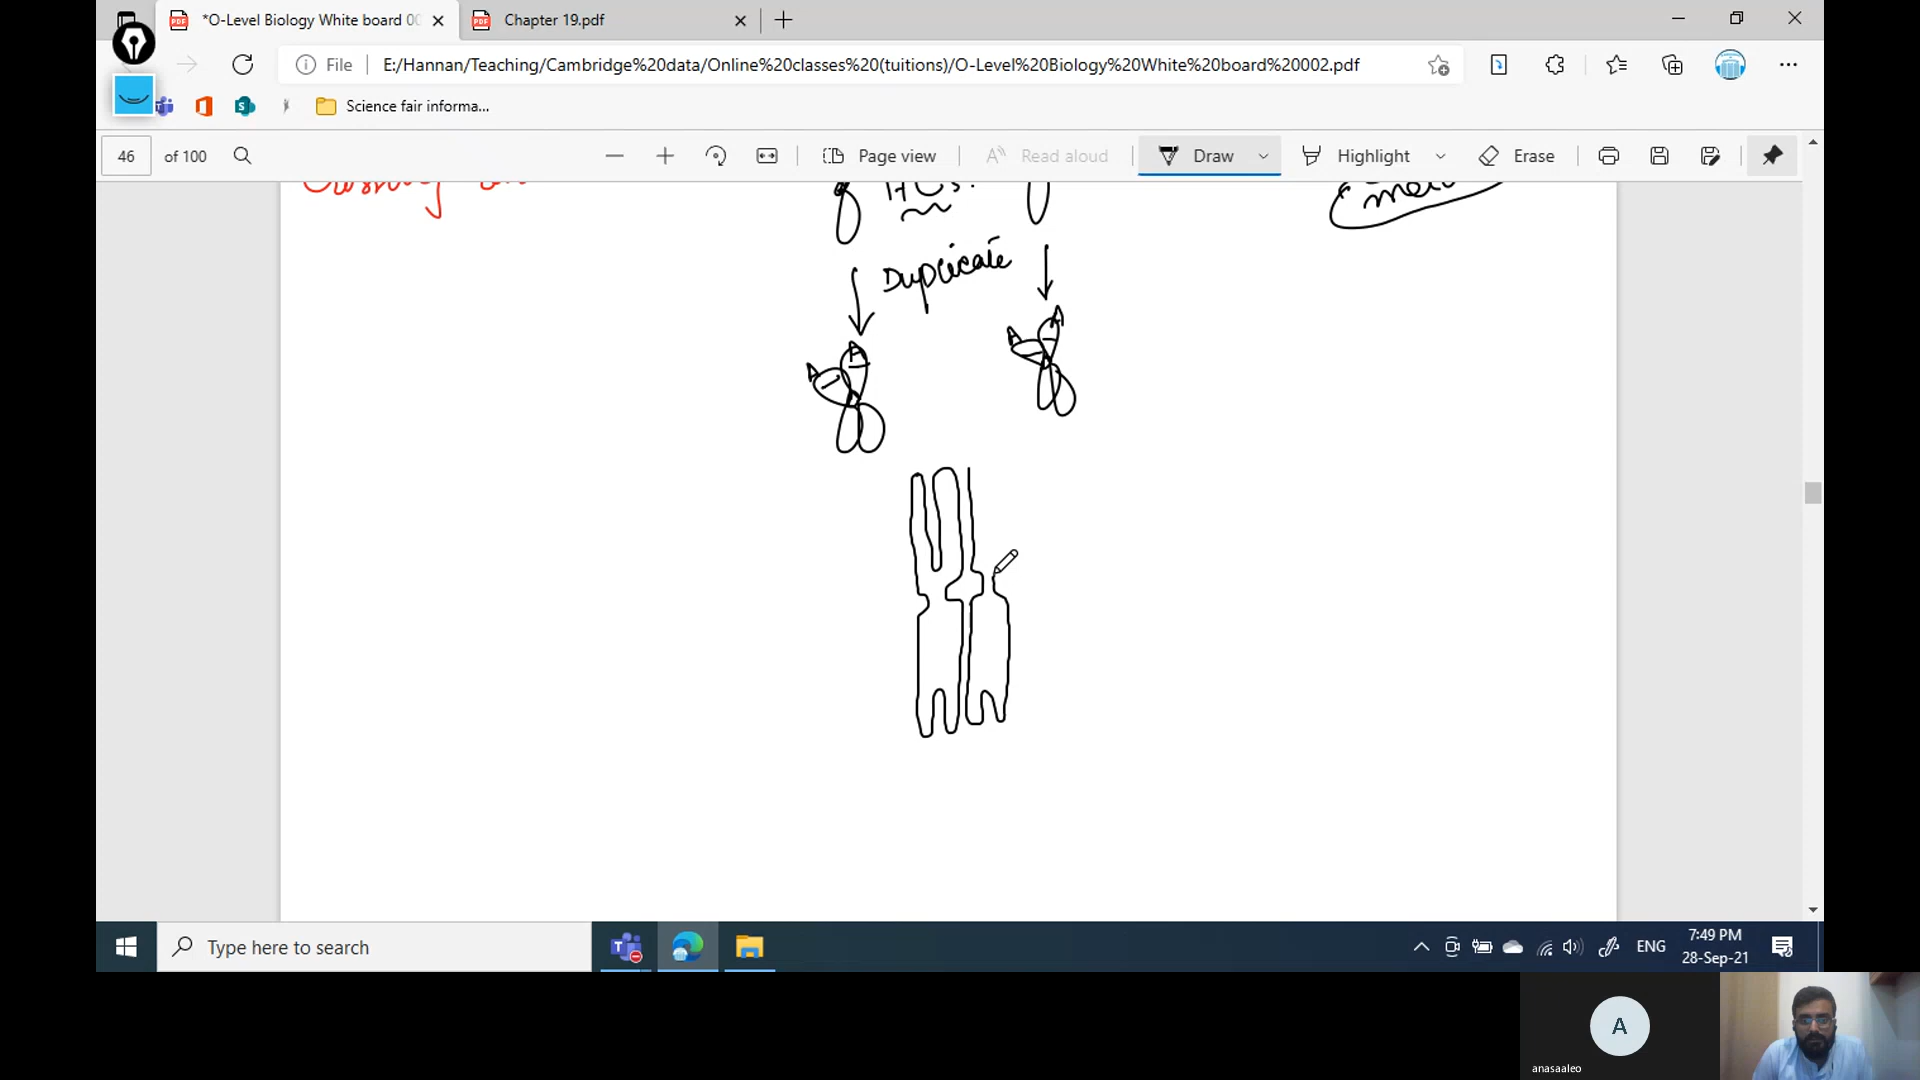 *O-Level Biology White board 00
Chapter 19.pdf
File
E:/Hannan/Teaching/Cambridge%20data/Online%20classes%20(tuitions)/O-Level%20Biology%20White%20board%20002.pdf
Science fair informa...
46 of 100
Page view
Read aloud
Draw
Highlight
Erase
Duplicate
A
A
A
A
Type here to search
ENG
7:49 PM
28-Sep-21
A
anasaaleo